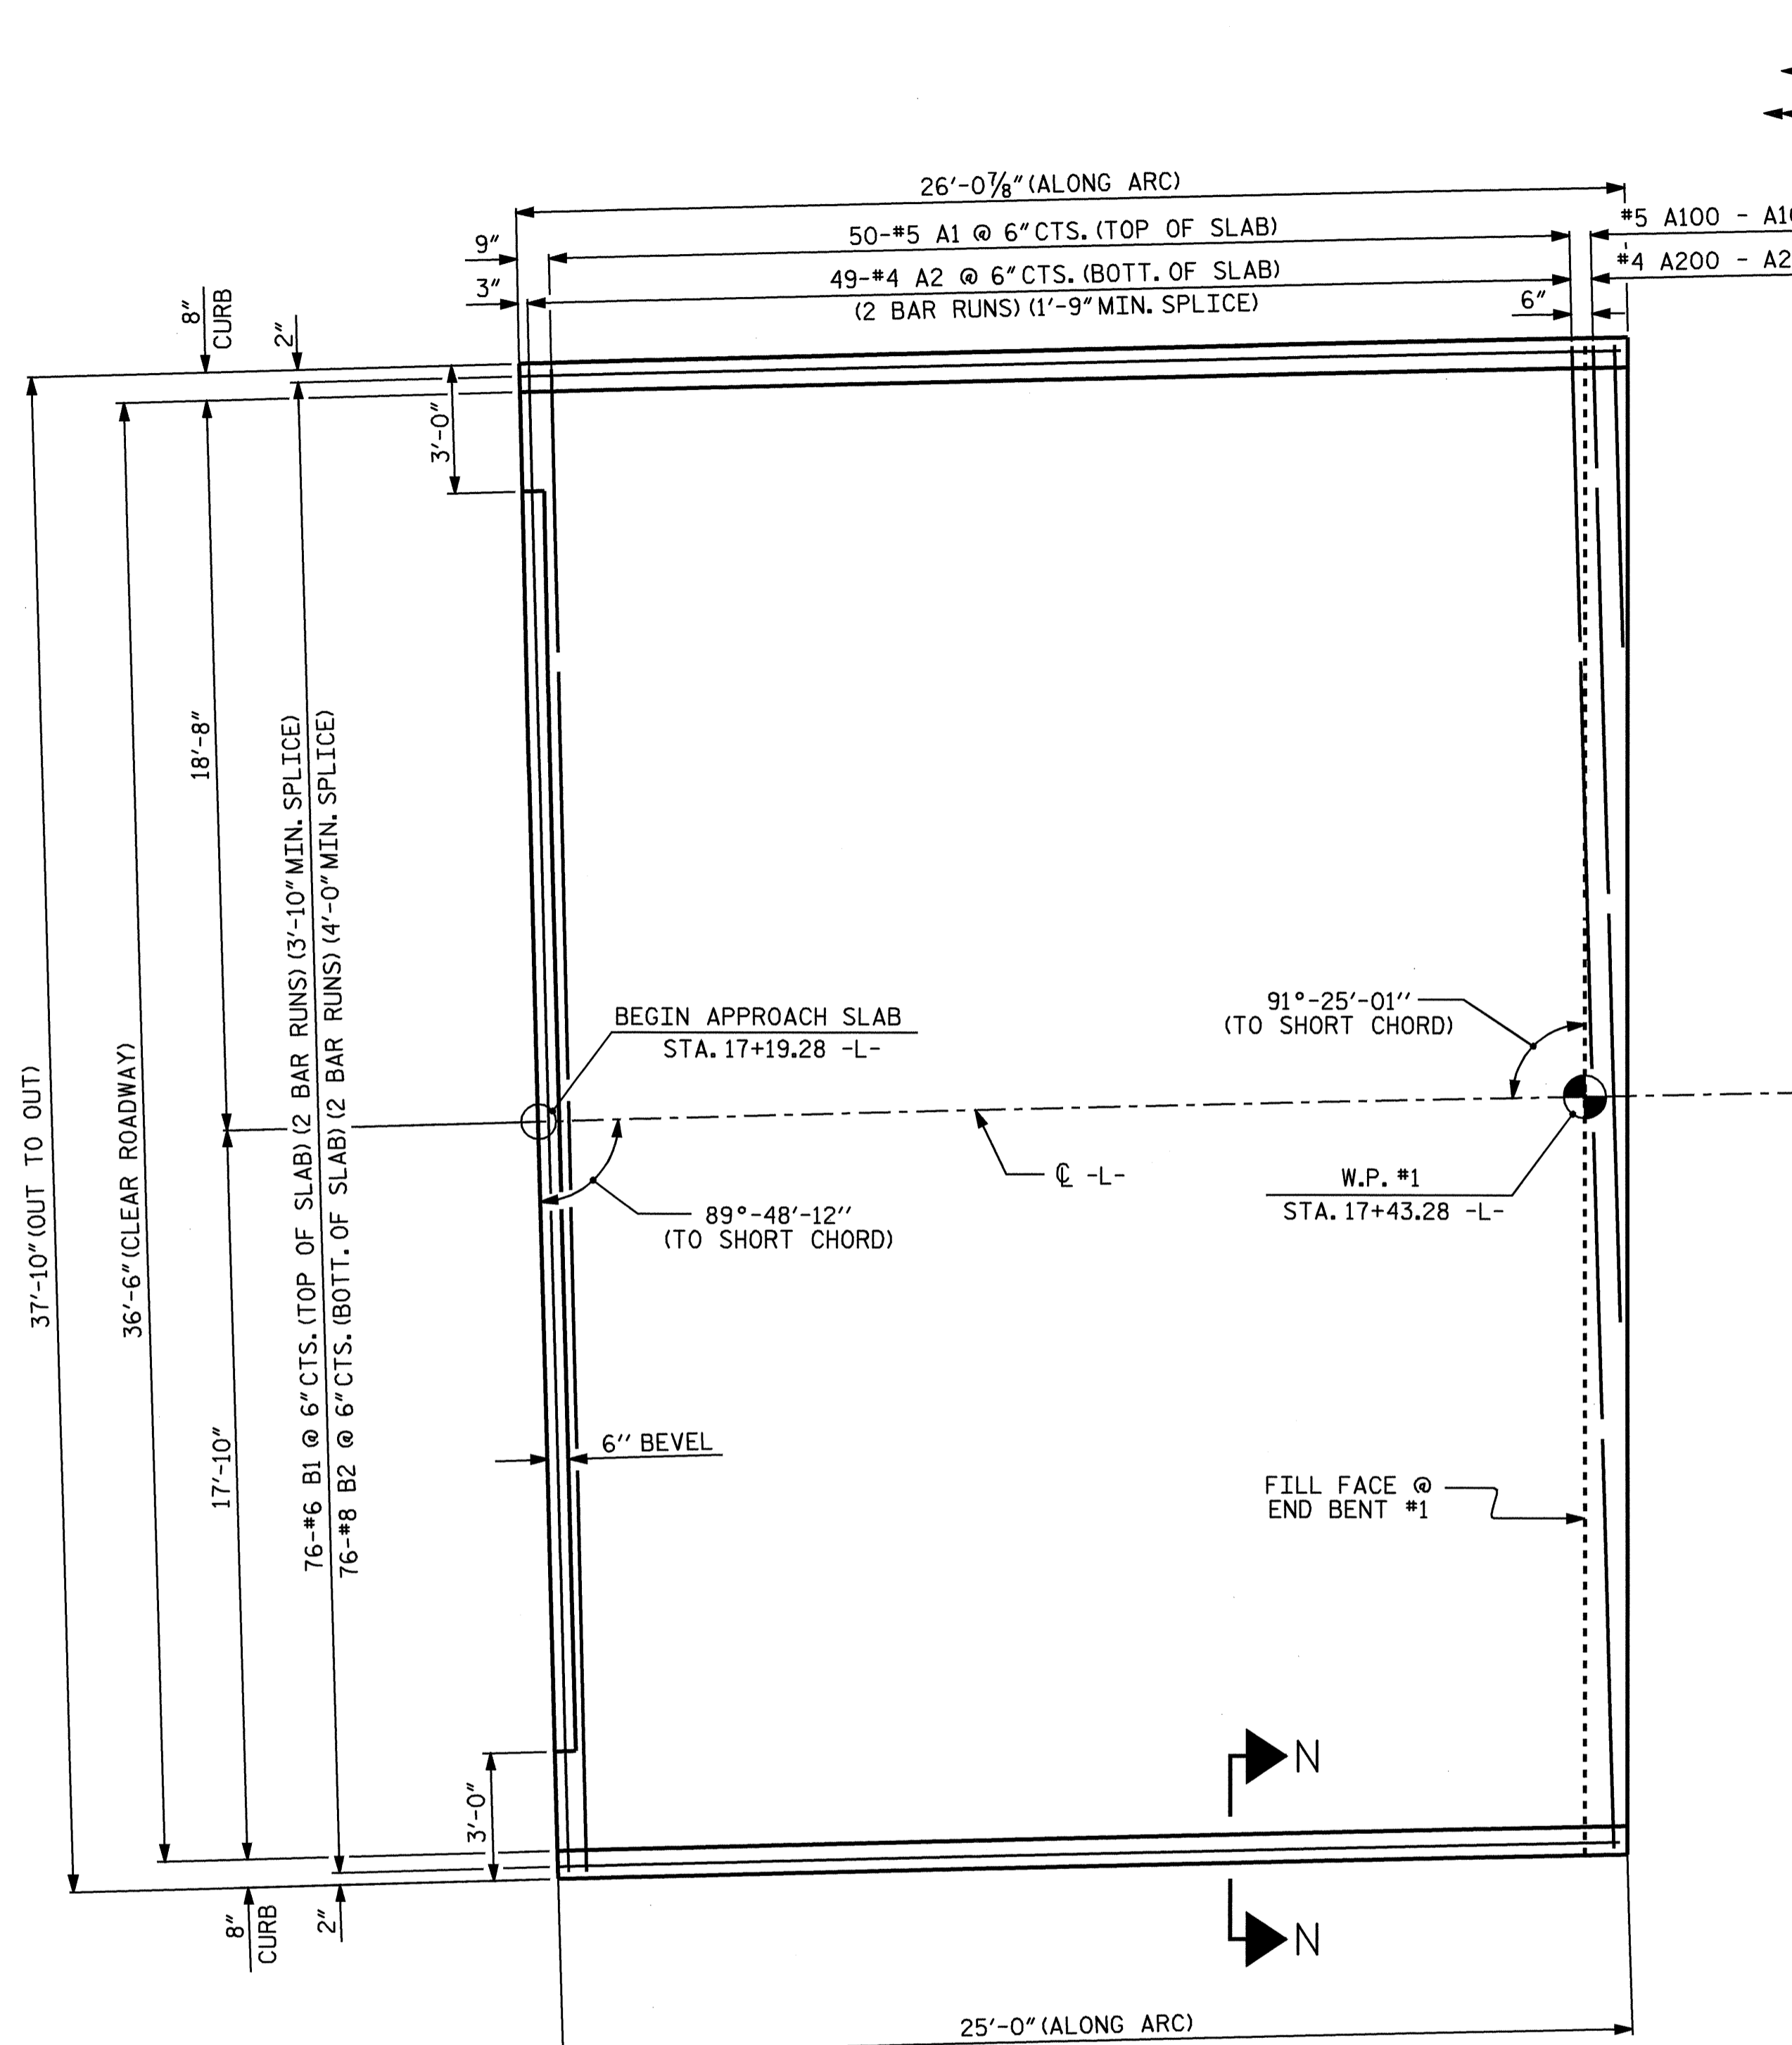 26'-0⅞" (ALONG ARC)
#5 A100 - A1
9"
50-#5 A1 @ 6" CTS. (TOP OF SLAB)
#4 A200 - A2
49-#4 A2 @ 6" CTS. (BOTT. OF SLAB)
3"
(2 BAR RUNS) (1'-9" MIN. SPLICE)
6"
8"
CURB
2"
3'-0"
18'-8"
37'-10" (OUT TO OUT)
36'-6" (CLEAR ROADWAY)
76-#6 B1 @ 6" CTS. (TOP OF SLAB) (2 BAR RUNS) (3'-10" MIN. SPLICE)
76-#8 B2 @ 6" CTS. (BOTT. OF SLAB) (2 BAR RUNS) (4'-0" MIN. SPLICE)
BEGIN APPROACH SLAB
STA. 17+19.28 -L-
91°-25'-01''
(TO SHORT CHORD)
℄ -L-
W.P. #1
STA. 17+43.28 -L-
89°-48'-12''
(TO SHORT CHORD)
17'-10"
6'' BEVEL
FILL FACE @
END BENT #1
N
3'-0"
8"
CURB
2"
N
25'-0" (ALONG ARC)